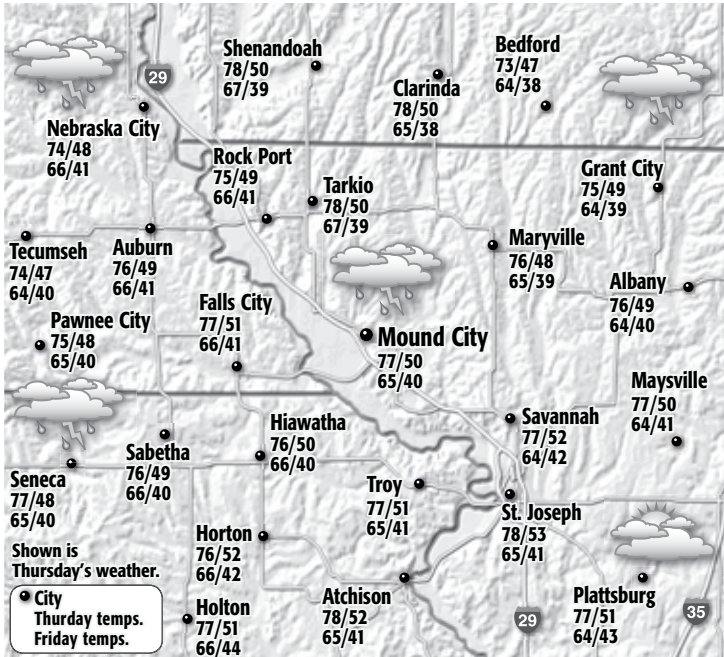 Shenandoah
78/50
67/39
Bedford
73/47
64/38
29
Clarinda
78/50
65/38
Nebraska City
74/48
66/41
Rock Port
75/49
66/41
Tarkio
78/50
67/39
Grant City
75/49
64/39
Tecumseh
74/47
64/40
Auburn
76/49
66/41
Maryville
76/48
65/39
Albany
76/49
64/40
Falls City
77/51
66/41
Pawnee City
75/48
65/40
Mound City
77/50
65/40
Maysville
77/50
64/41
Savannah
77/52
64/42
Hiawatha
76/50
66/40
Sabetha
76/49
66/40
Seneca
77/48
65/40
Troy
77/51
65/41
St. Joseph
78/53
65/41
Horton
76/52
66/42
Shown is
Thursday's weather.
City
Thurday temps.
Friday temps.
Holton
77/51
66/44
Atchison
78/52
65/41
Plattsburg
77/51
64/43
29
35